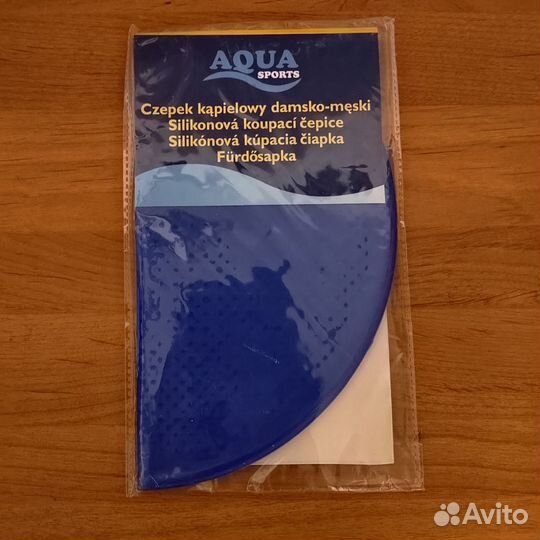 AQUA
SPORTS
Czepek kąpielowy damsko-męski
Silikonová koupací čepice
Silikónová kúpacia čiapka
Fürdősapka
Avito